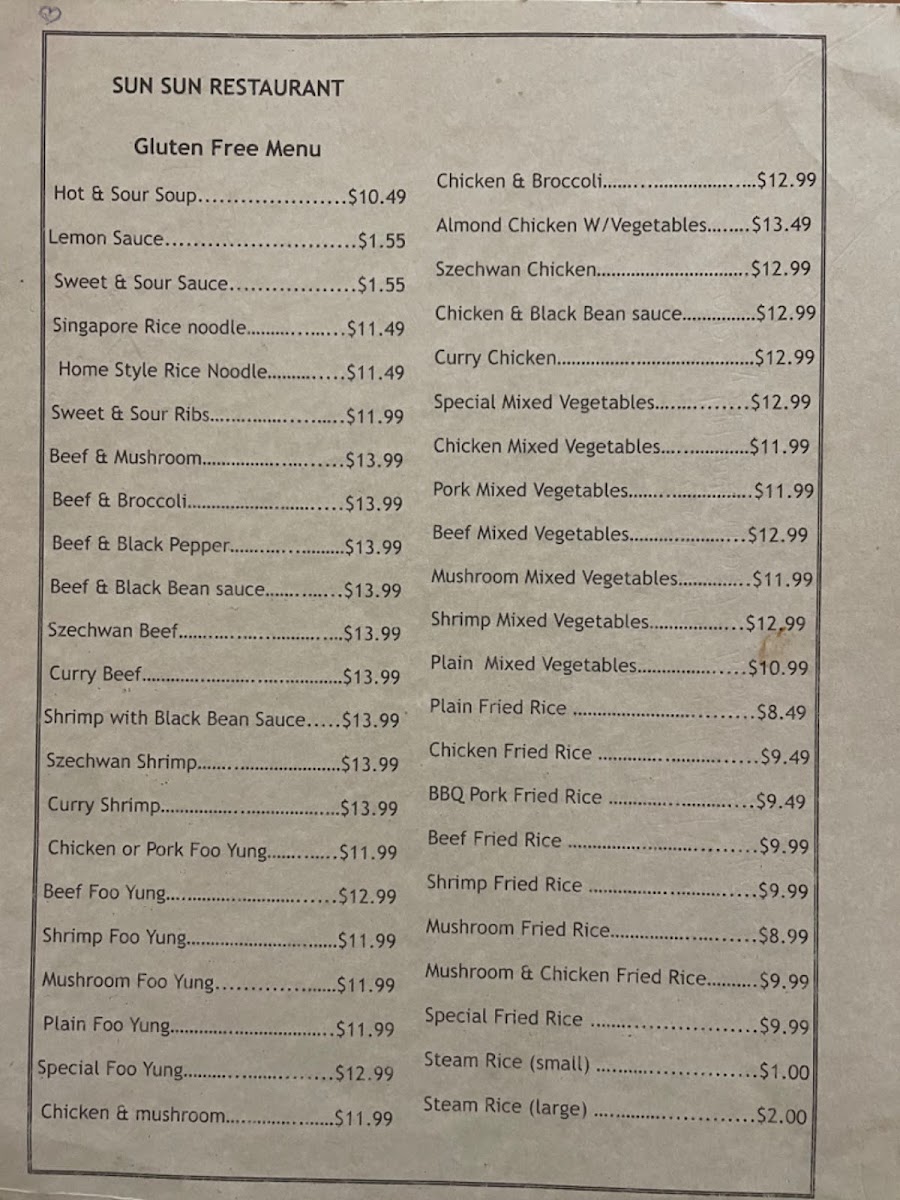 SUN SUN RESTAURANT
Gluten Free Menu
Hot & Sour Soup.....................$10.49
Lemon Sauce...........................$1.55
Sweet & Sour Sauce..................$1.55
Singapore Rice noodle...............$11.49
Home Style Rice Noodle.............$11.49
Sweet & Sour Ribs.....................$11.99
Beef & Mushroom......................$13.99
Beef & Broccoli........................$13.99
Beef & Black Pepper..................$13.99
Beef & Black Bean sauce.............$13.99
Szechwan Beef.........................$13.99
Curry Beef..............................$13.99
Shrimp with Black Bean Sauce.....$13.99
Szechwan Shrimp......................$13.99
Curry Shrimp...........................$13.99
Chicken or Pork Foo Yung............$11.99
Beef Foo Yung..........................$12.99
Shrimp Foo Yung.......................$11.99
Mushroom Foo Yung...................$11.99
Plain Foo Yung.........................$11.99
Special Foo Yung......................$12.99
Chicken & mushroom.................$11.99
Chicken & Broccoli.....................$12.99
Almond Chicken W/Vegetables........$13.49
Szechwan Chicken......................$12.99
Chicken & Black Bean sauce...............$12.99
Curry Chicken...........................$12.99
Special Mixed Vegetables..............$12.99
Chicken Mixed Vegetables.................$11.99
Pork Mixed Vegetables...................$11.99
Beef Mixed Vegetables...................$12.99
Mushroom Mixed Vegetables..............$11.99
Shrimp Mixed Vegetables.................$12.99
Plain Mixed Vegetables..................$10.99
Plain Fried Rice ...........................$8.49
Chicken Fried Rice ........................$9.49
BBQ Pork Fried Rice ......................$9.49
Beef Fried Rice ............................$9.99
Shrimp Fried Rice .........................$9.99
Mushroom Fried Rice......................$8.99
Mushroom & Chicken Fried Rice..........$9.99
Special Fried Rice .........................$9.99
Steam Rice (small) ........................$1.00
Steam Rice (large) ........................$2.00